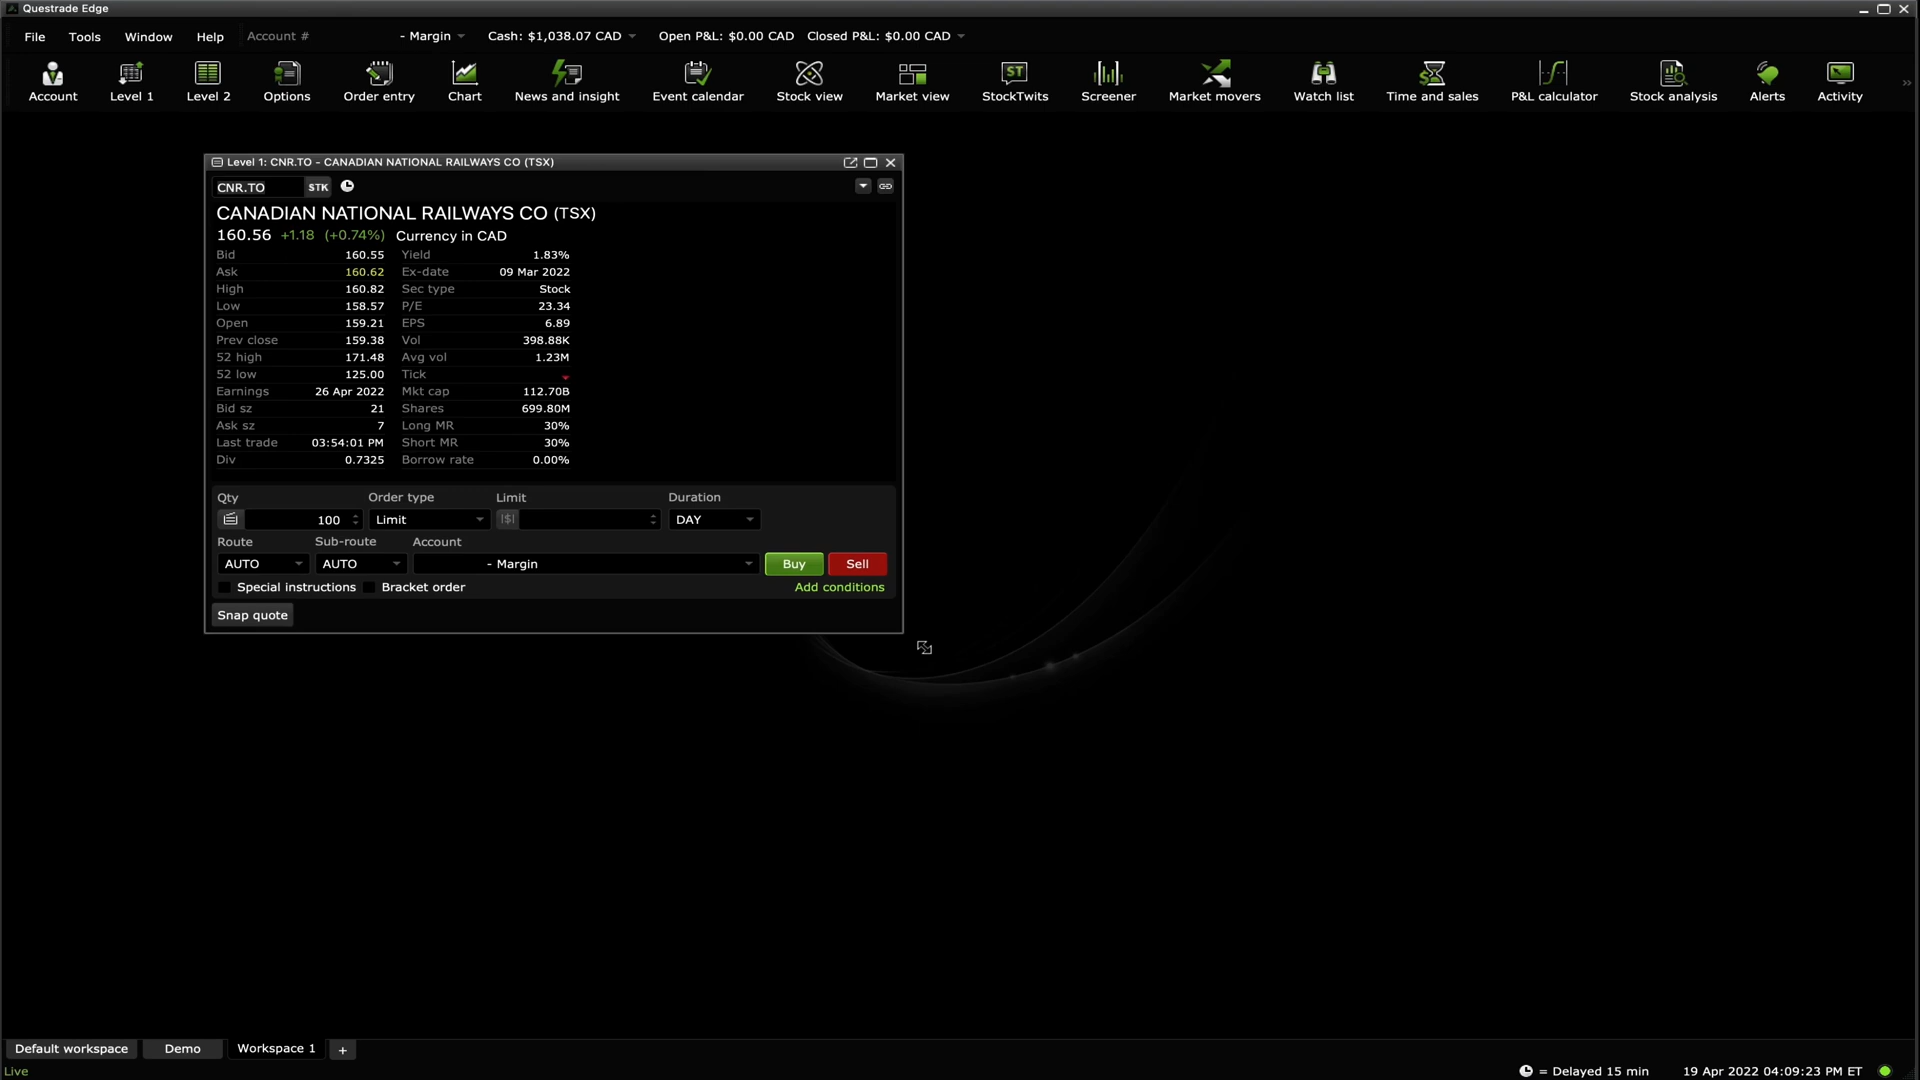 Questrade Edge
File Tools Window Help Account # - Margin Cash: $1,038.07 CAD Open P&L: $0.00 CAD Closed P&L: $0.00 CAD
Account Level 1 Level 2 Options Order entry Chart News and insight Event calendar Stock view Market view StockTwits Screener Market movers Watch list Time and sales P&L calculator Stock analysis Alerts Activity
Level 1: CNR.TO - CANADIAN NATIONAL RAILWAYS CO (TSX)
CNR.TO STK
CANADIAN NATIONAL RAILWAYS CO (TSX)
160.56 +1.18 (+0.74%) Currency in CAD
Bid 160.55 Yield 1.83%
Ask 160.62 Ex-date 09 Mar 2022
High 160.82 Sec type Stock
Low 158.57 P/E 23.34
Open 159.21 EPS 6.89
Prev close 159.38 Vol 398.88K
52 high 171.48 Avg vol 1.23M
52 low 125.00 Tick
Earnings 26 Apr 2022 Mkt cap 112.70B
Bid sz 21 Shares 699.80M
Ask sz 7 Long MR 30%
Last trade 03:54:01 PM Short MR 30%
Div 0.7325 Borrow rate 0.00%
Qty Order type Limit Duration
100 Limit |$| DAY
Route Sub-route Account
AUTO AUTO - Margin Buy Sell
Special instructions Bracket order Add conditions
Snap quote
Default workspace Demo Workspace 1 +
Live = Delayed 15 min 19 Apr 2022 04:09:23 PM ET